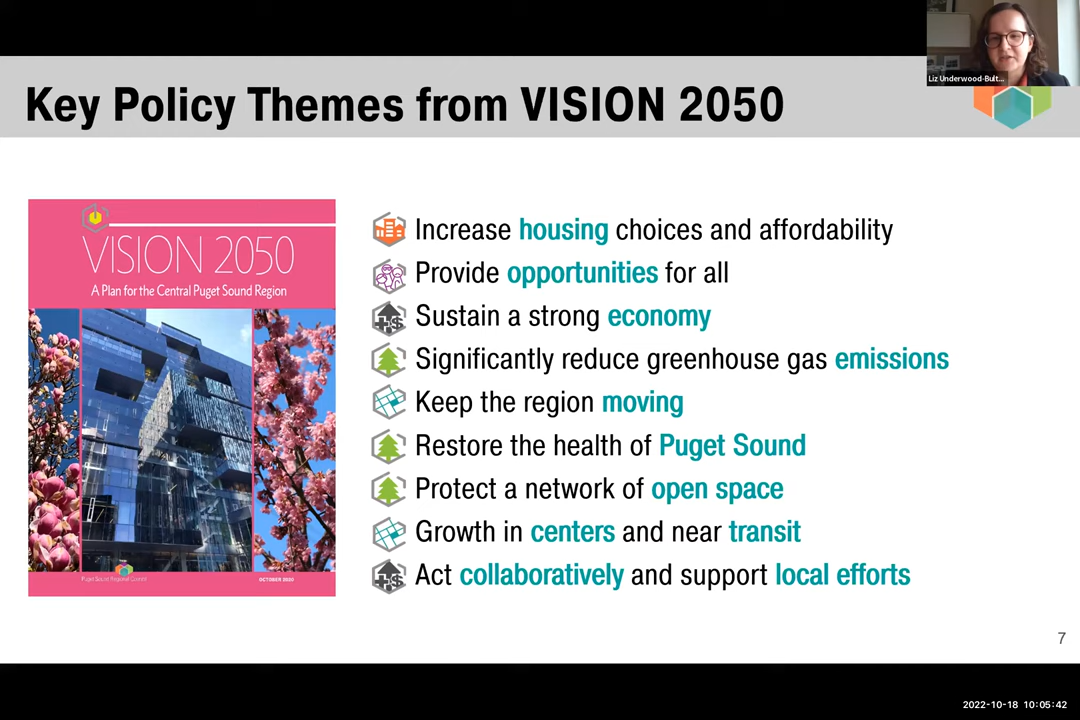 Liz Underwood-Bult...
Key Policy Themes from VISION 2050
VISION 2050
A Plan for the Central Puget Sound Region
Puget Sound Regional Council
OCTOBER 2020
Increase housing choices and affordability
Provide opportunities for all
Sustain a strong economy
Significantly reduce greenhouse gas emissions
Keep the region moving
Restore the health of Puget Sound
Protect a network of open space
Growth in centers and near transit
Act collaboratively and support local efforts
7
2022-10-18 10:05:42